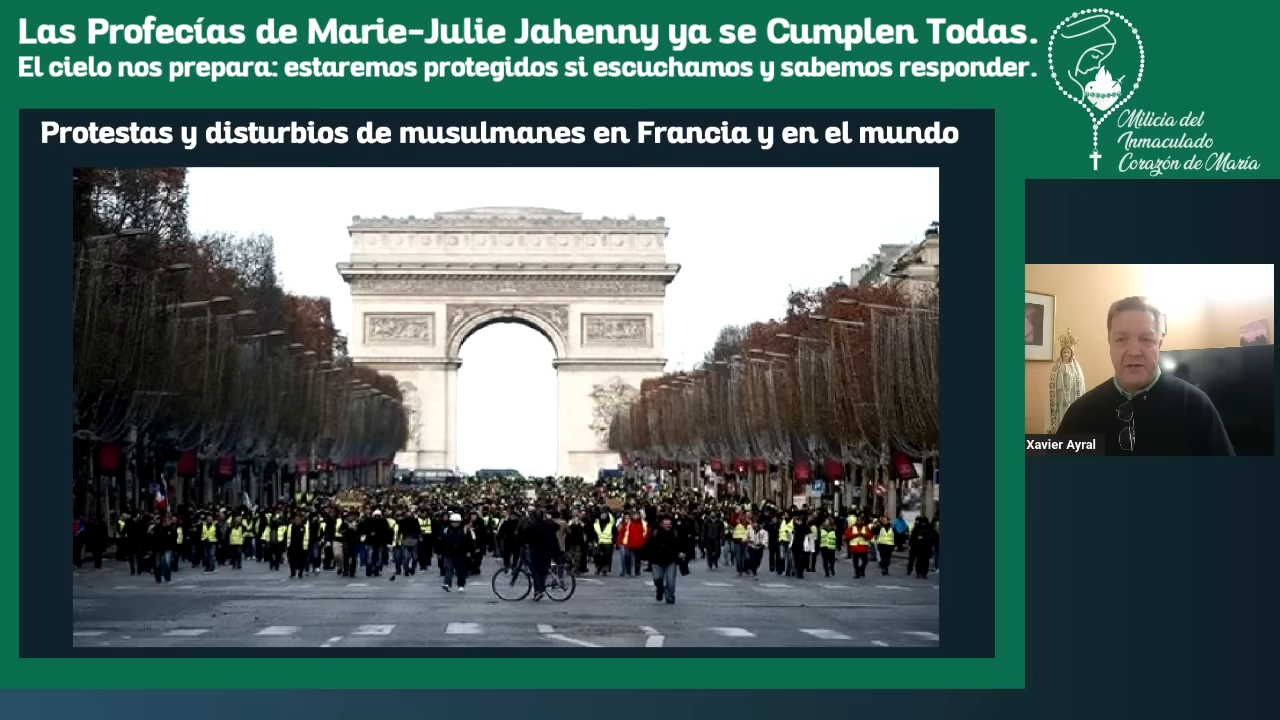 Las Profecías de Marie-Julie Jahenny ya se Cumplen Todas.
El cielo nos prepara: estaremos protegidos si escuchamos y sabemos responder.
Milicia del
Inmaculado
Corazón de María
Protestas y disturbios de musulmanes en Francia y en el mundo
Xavier Ayral